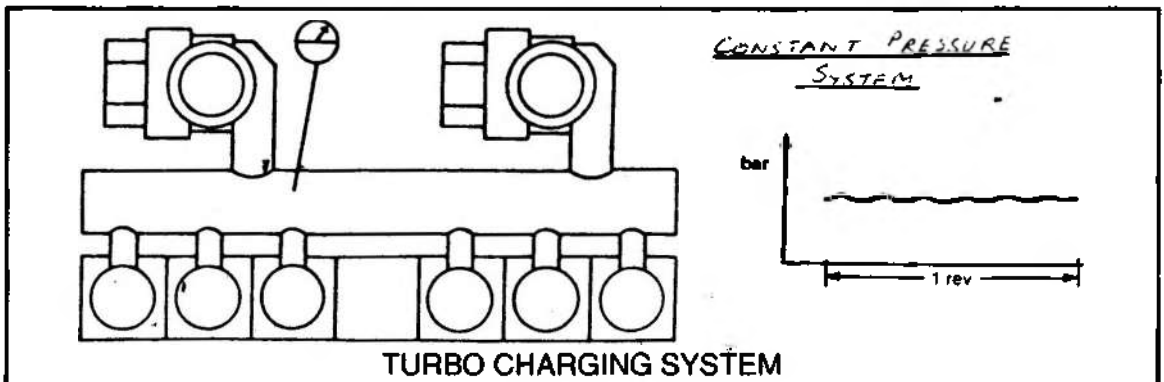 CONSTANT PRESSURE
SYSTEM
bar
1 rev
TURBO CHARGING SYSTEM